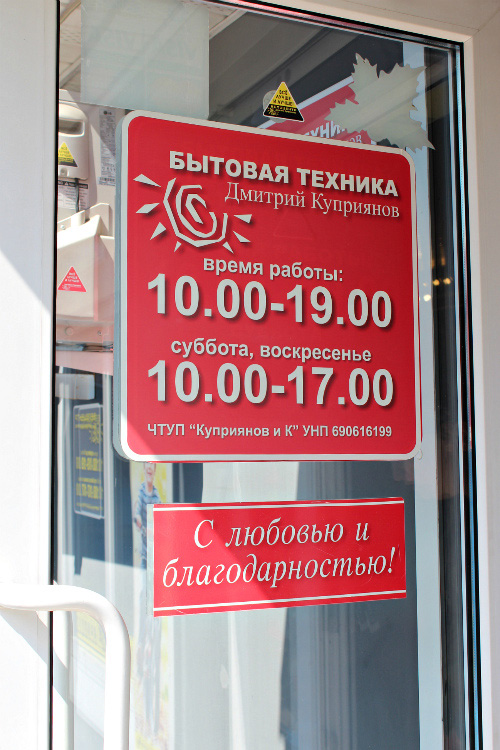 БЫТОВАЯ ТЕХНИКА
Дмитрий Куприянов
время работы:
10.00-19.00
суббота, воскресенье
10.00-17.00
ЧТУП "Куприянов и К" УНП 690616199
С любовью и
благодарностью!